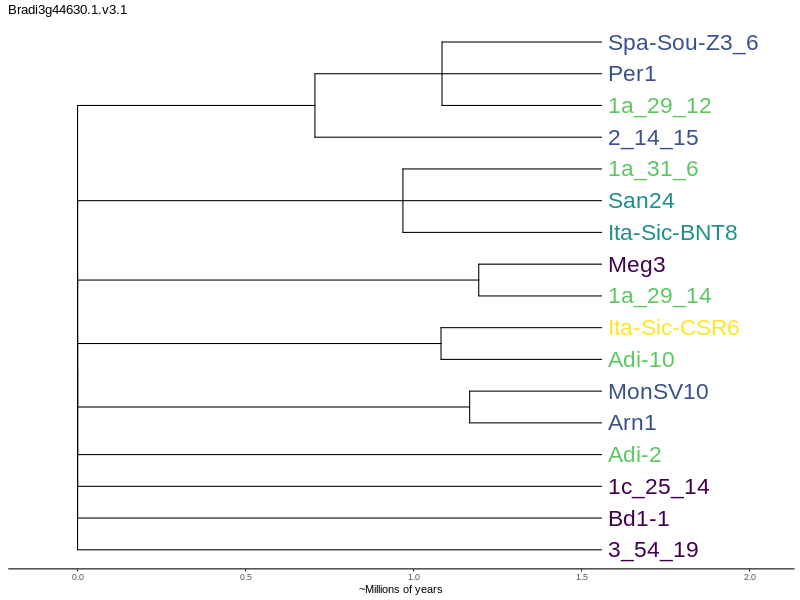 Bradi3g44630.1.v3.1
Spa-Sou-Z3_6
Per1
1a_29_12
2_14_15
1a_31_6
San24
Ita-Sic-BNT8
Meg3
1a_29_14
Ita-Sic-CSR6
Adi-10
MonSV10
Arn1
Adi-2
1c_25_14
Bd1-1
3_54_19
0.0 0.5 1.0 1.5 2.0
~Millions of years